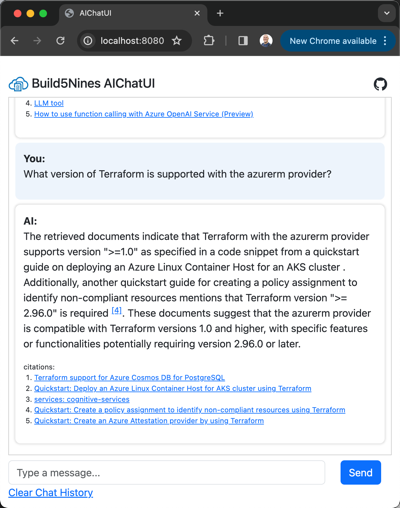 AIChatUI
localhost:8080
New Chrome available
Build5Nines AIChatUI
4. LLM tool
5. How to use function calling with Azure OpenAI Service (Preview)
You:
What version of Terraform is supported with the azurerm provider?
AI:
The retrieved documents indicate that Terraform with the azurerm provider
supports version ">=1.0" as specified in a code snippet from a quickstart
guide on deploying an Azure Linux Container Host for an AKS cluster .
Additionally, another quickstart guide for creating a policy assignment to
identify non-compliant resources mentions that Terraform version ">=
2.96.0" is required [4]. These documents suggest that the azurerm provider
is compatible with Terraform versions 1.0 and higher, with specific features
or functionalities potentially requiring version 2.96.0 or later.
citations:
1. Terraform support for Azure Cosmos DB for PostgreSQL
2. Quickstart: Deploy an Azure Linux Container Host for AKS cluster using Terraform
3. services: cognitive-services
4. Quickstart: Create a policy assignment to identify non-compliant resources using Terraform
5. Quickstart: Create an Azure Attestation provider by using Terraform
Type a message...
Send
Clear Chat History